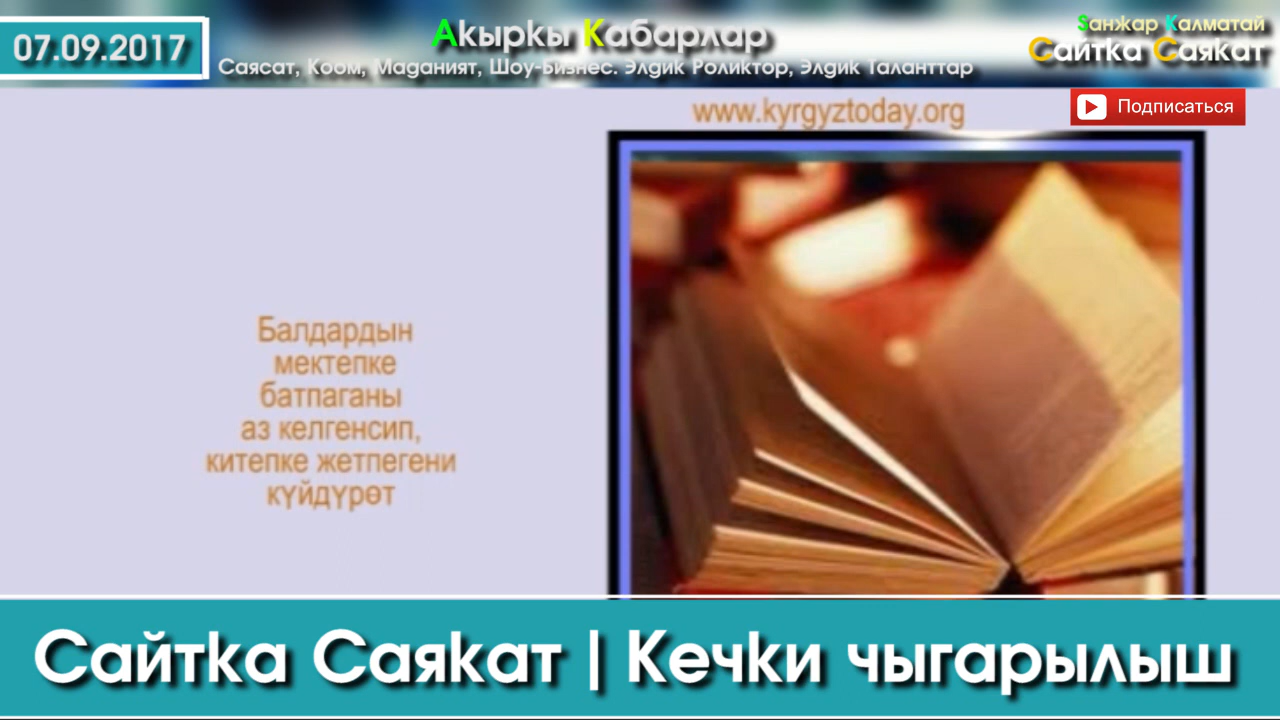 07.09.2017
Акыркы Кабарлар
Саясат, Коом, Маданият, Шоу-Бизнес. Элдик Роликтор, Элдик Таланттар
Sанжар Калматай
Сайтка Саякат
Подписаться
www.kyrgyztoday.org
Балдардын
мектепке
батпаганы
аз келгенсип,
китепке жетпегени
күйдүрөт
Сайтка Саякат | Кечки чыгарылыш